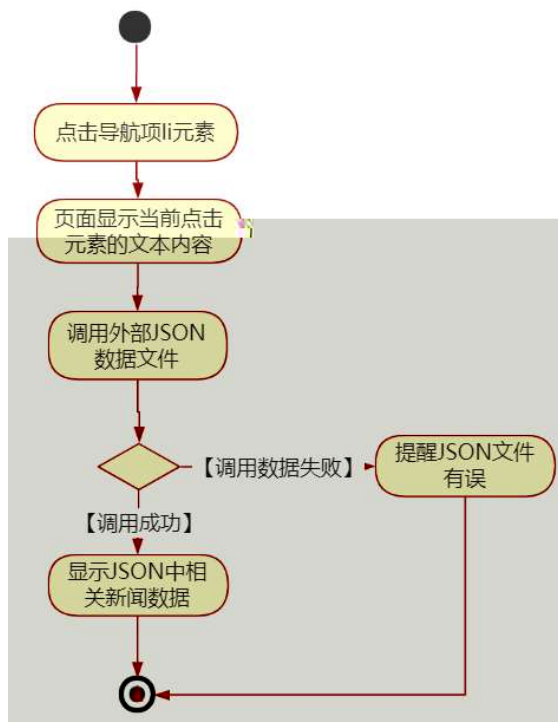 点击导航项li元素
页面显示当前点击
元素的文本内容
调用外部JSON
数据文件
【调用数据失败】
提醒JSON文件
有误
【调用成功】
显示JSON中相
关新闻数据